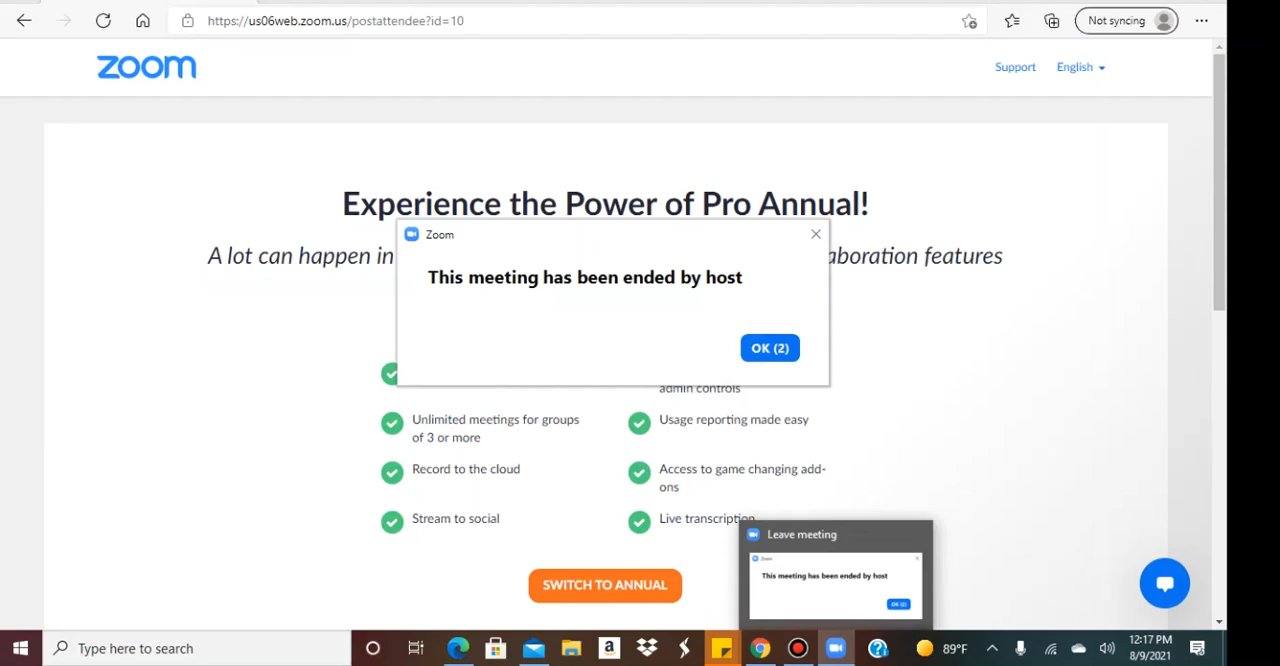 https://us06web.zoom.us/postattendee?id=10
Not syncing
zoom
Support
English
Experience the Power of Pro Annual!
A lot can happen in
aboration features
Zoom
This meeting has been ended by host
OK (2)
admin controls
Unlimited meetings for groups
of 3 or more
Usage reporting made easy
Record to the cloud
Access to game changing add-
ons
Stream to social
Live transcription
Leave meeting
Zoom
This meeting has been ended by host
OK (2)
SWITCH TO ANNUAL
Type here to search
89°F
12:17 PM
8/9/2021